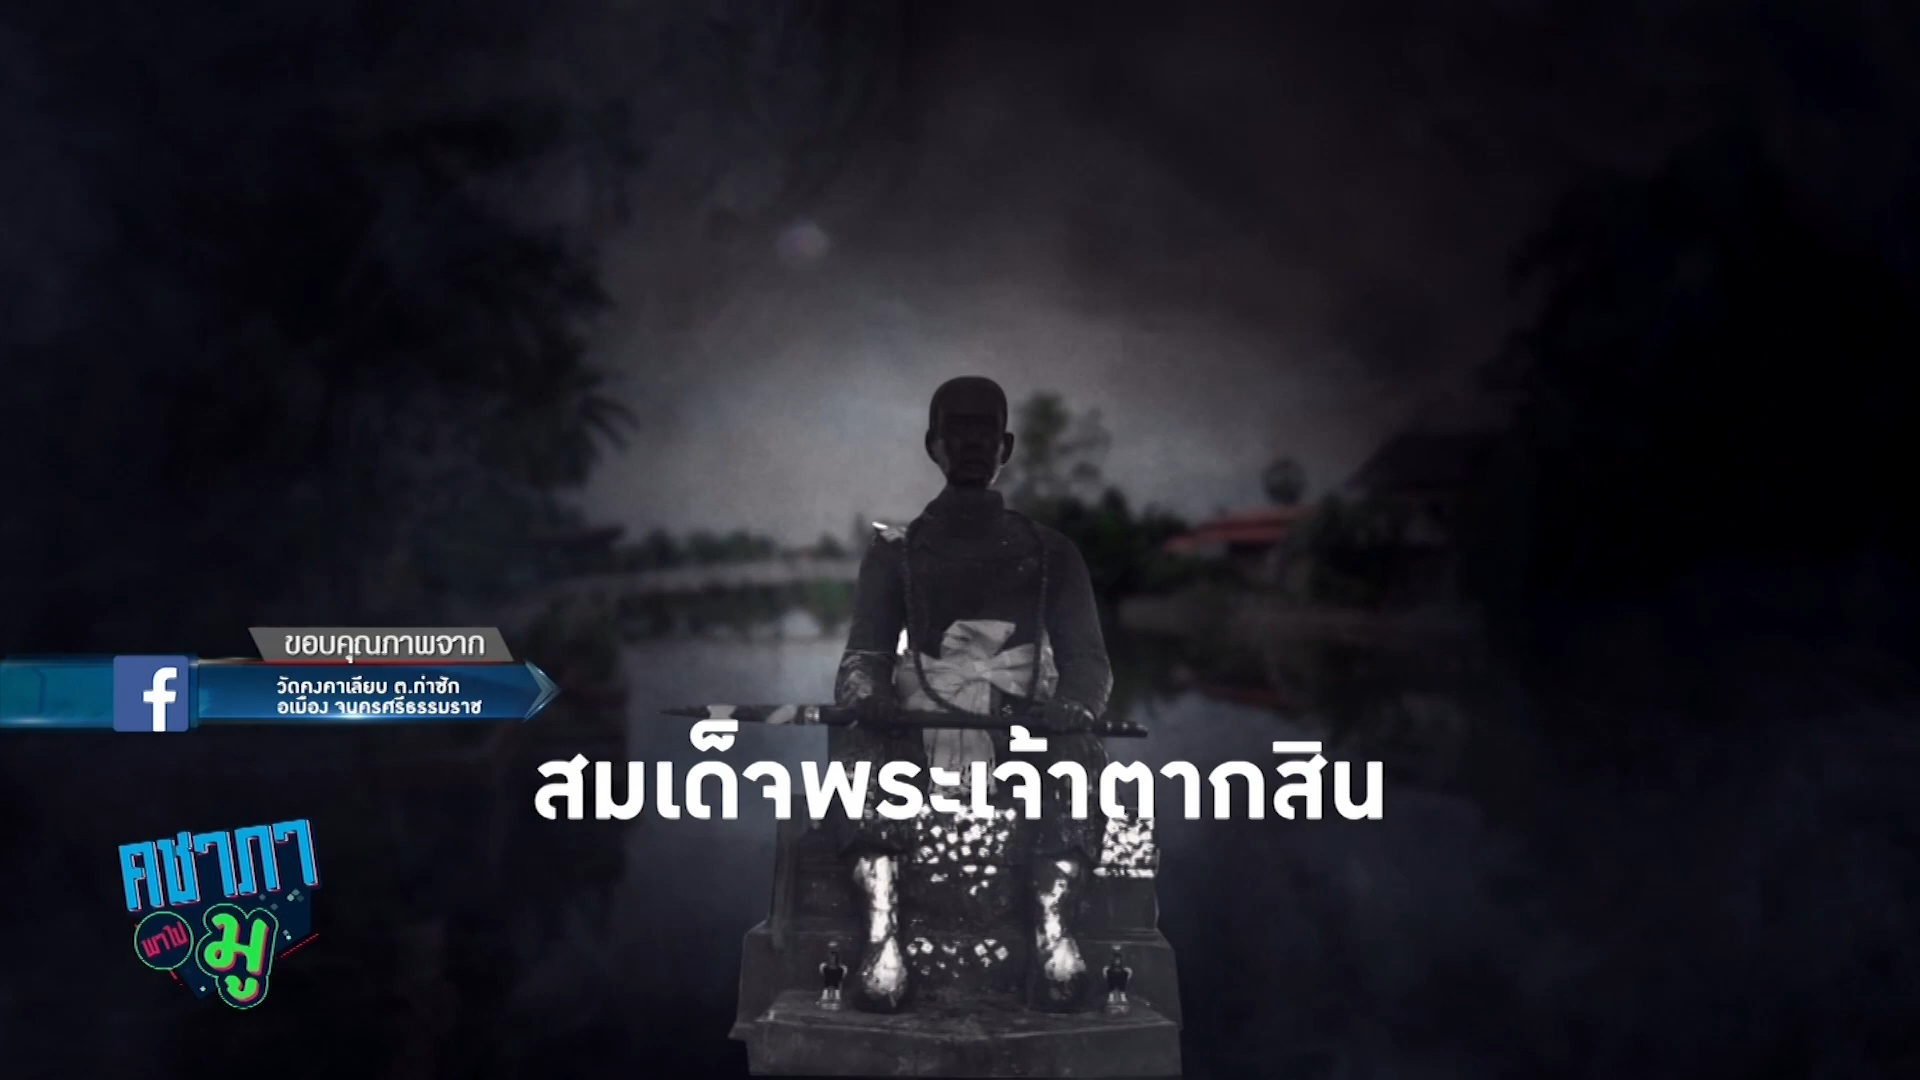 ขอบคุณภาพจาก
วัดคงคาเลียบ ต.ท่าซัก
อเมือง จนครศรีธรรมราช
สมเด็จพระเจ้าตากสิน
คชาภา
พาไป
มู